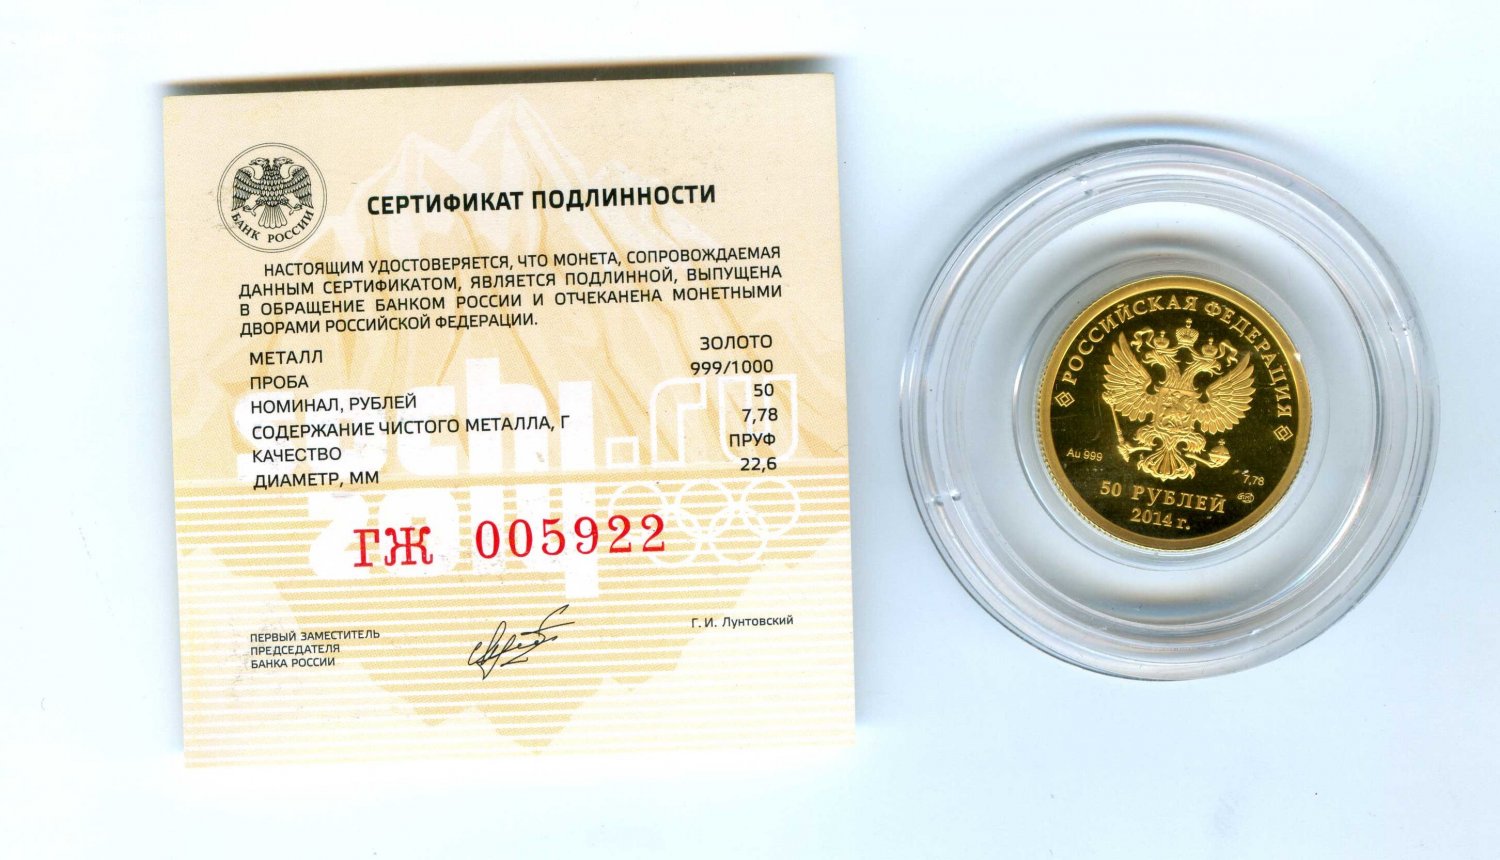 БАНК РОССИИ
СЕРТИФИКАТ ПОДЛИННОСТИ
НАСТОЯЩИМ УДОСТОВЕРЯЕТСЯ, ЧТО МОНЕТА, СОПРОВОЖДАЕМАЯ
ДАННЫМ СЕРТИФИКАТОМ, ЯВЛЯЕТСЯ ПОДЛИННОЙ, ВЫПУЩЕНА
В ОБРАЩЕНИЕ БАНКОМ РОССИИ И ОТЧЕКАНЕНА МОНЕТНЫМИ
ДВОРАМИ РОССИЙСКОЙ ФЕДЕРАЦИИ.
МЕТАЛЛ ЗОЛОТО
ПРОБА 999/1000
НОМИНАЛ, РУБЛЕЙ 50
СОДЕРЖАНИЕ ЧИСТОГО МЕТАЛЛА, Г 7,78
КАЧЕСТВО ПРУФ
ДИАМЕТР, ММ 22,6
sochi.ru
2014
ГЖ 005922
ПЕРВЫЙ ЗАМЕСТИТЕЛЬ
ПРЕДСЕДАТЕЛЯ
БАНКА РОССИИ
Г. И. Лунтовский
РОССИЙСКАЯ ФЕДЕРАЦИЯ
Au 999
7,78
50 РУБЛЕЙ
2014 г.